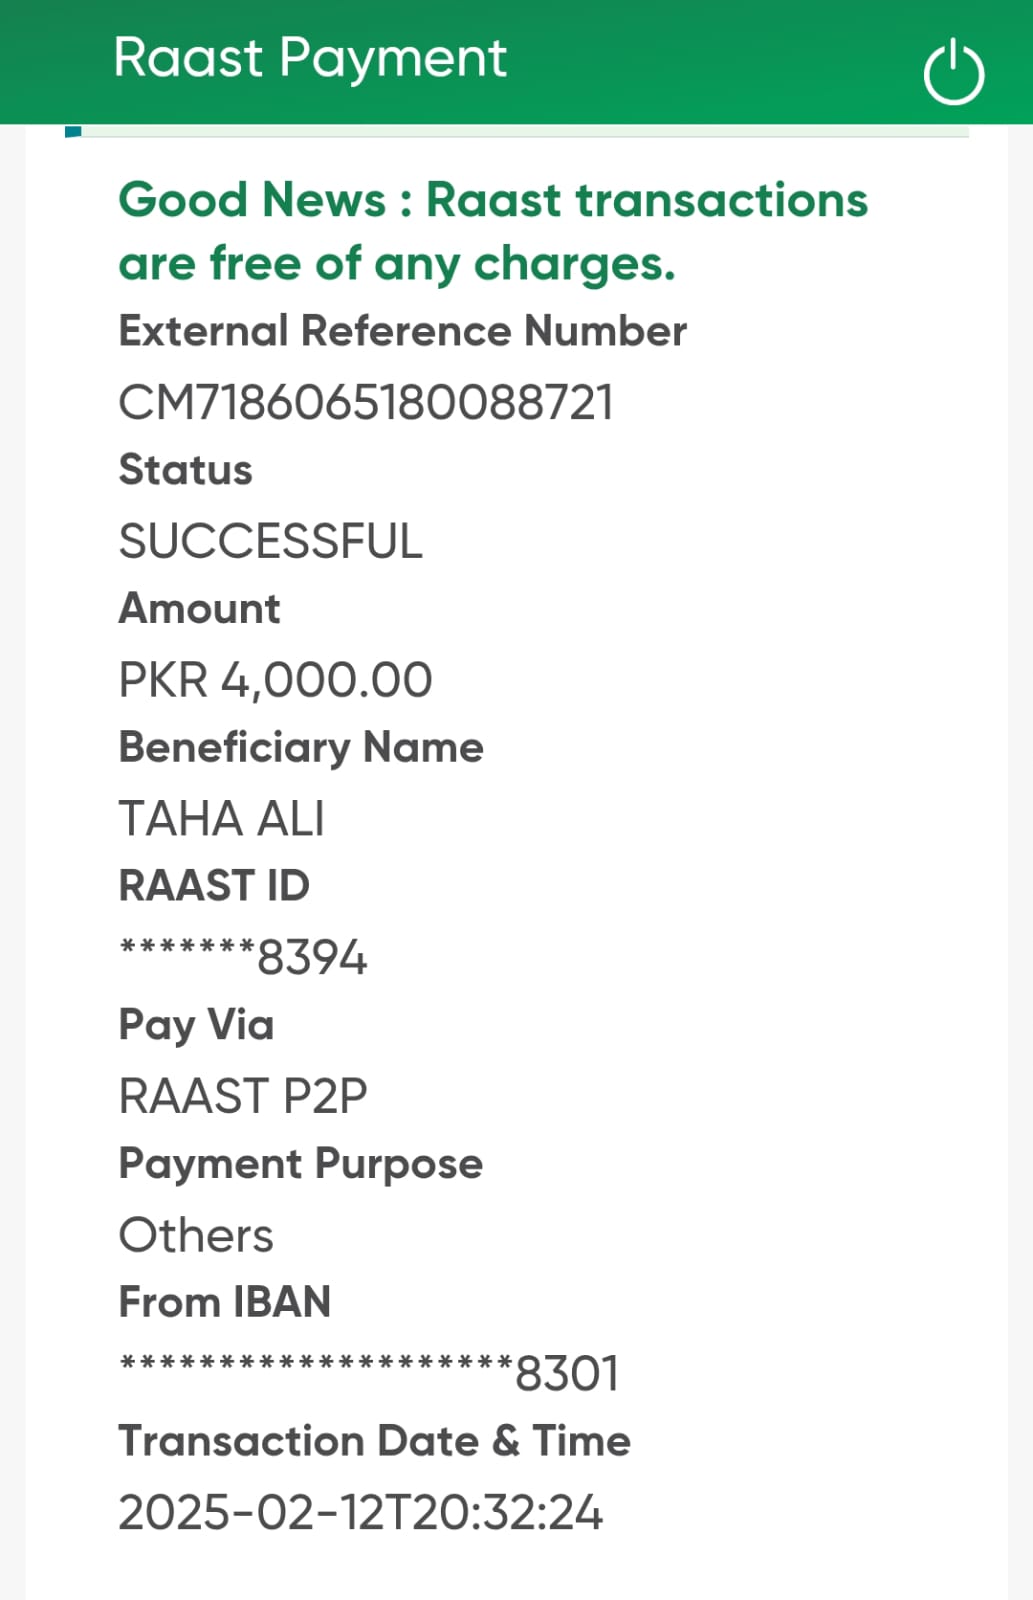 Raast Payment
Good News : Raast transactions
are free of any charges.
External Reference Number
CM7186065180088721
Status
SUCCESSFUL
Amount
PKR 4,000.00
Beneficiary Name
TAHA ALI
RAAST ID
*******8394
Pay Via
RAAST P2P
Payment Purpose
Others
From IBAN
********************8301
Transaction Date & Time
2025-02-12T20:32:24